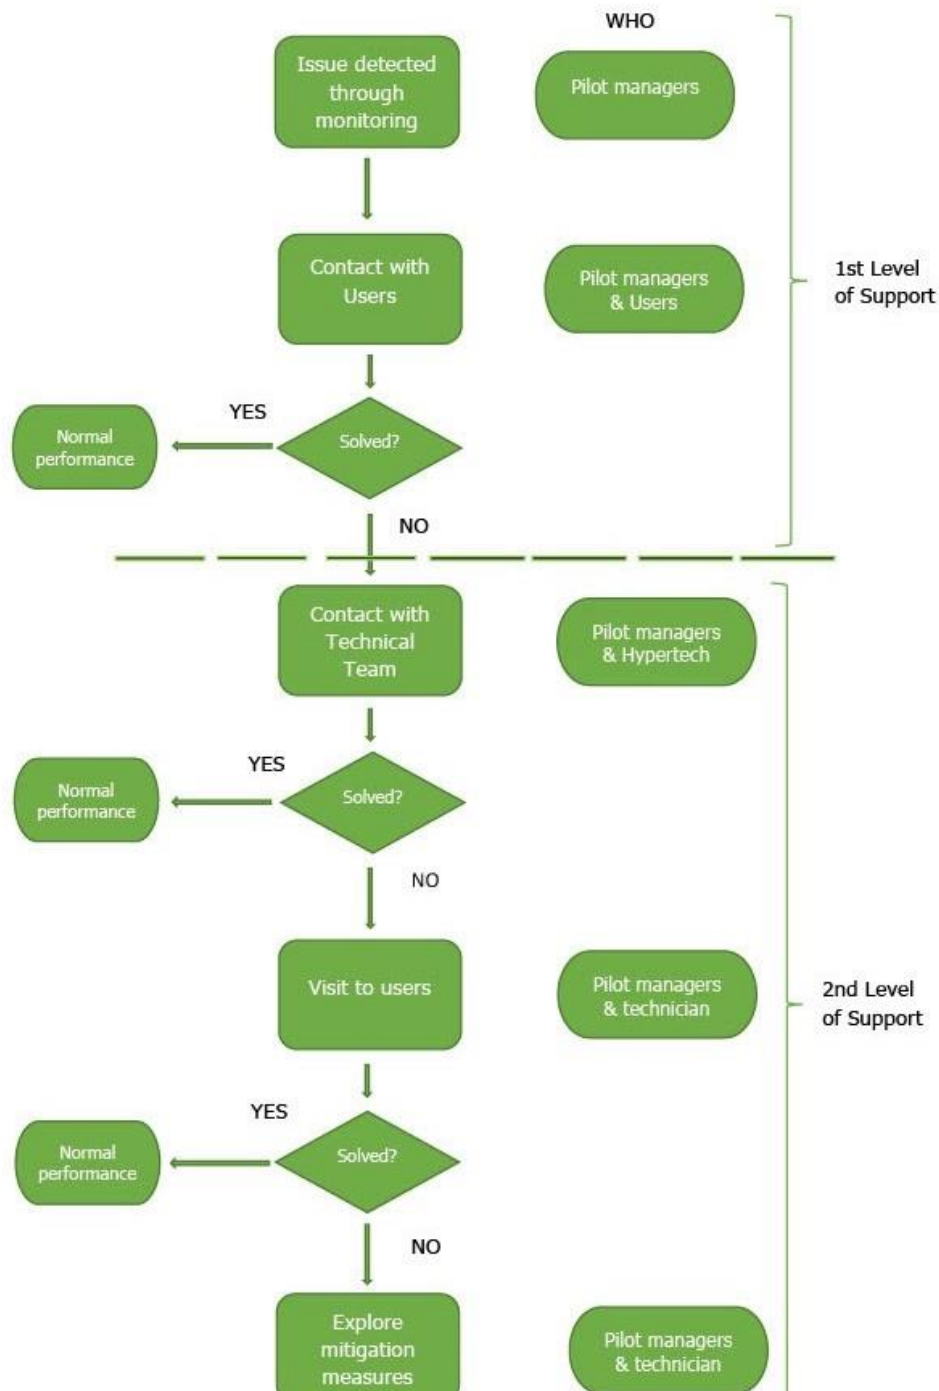 WHO
Issue detected
through
monitoring
Pilot managers
Contact with
Users
Pilot managers
& Users
1st Level
of Support
YES
Normal
performance
Solved?
NO
Contact with
Technical
Team
Pilot managers
& Hypertech
YES
Normal
performance
Solved?
NO
Visit to users
Pilot managers
& technician
2nd Level
of Support
YES
Normal
performance
Solved?
NO
Explore
mitigation
measures
Pilot managers
& technician